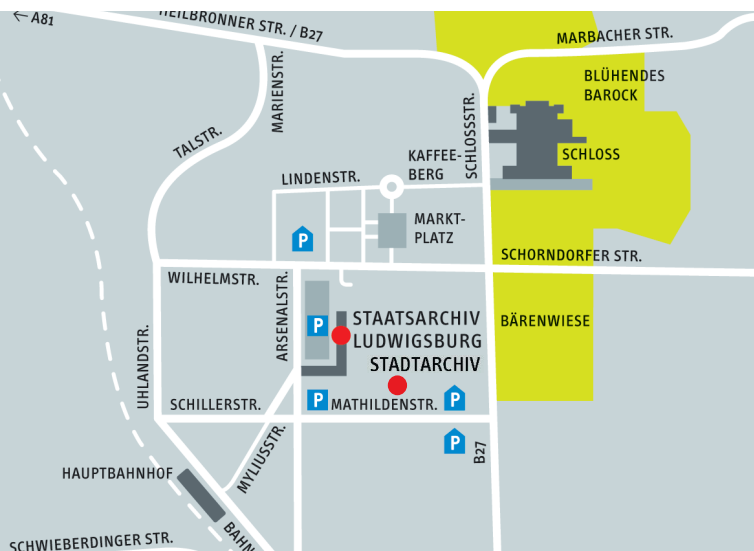 ← A81
HEILBRONNER STR. / B27
MARBACHER STR.
MARIENSTR.
TALSTR.
SCHLOSSSTR.
BLÜHENDES
BAROCK
KAFFEE-
BERG
SCHLOSS
LINDENSTR.
MARKT-
PLATZ
P
SCHORNDORFER STR.
WILHELMSTR.
ARSENALSTR.
UHLANDSTR.
P
STAATSARCHIV
LUDWIGSBURG
STADTARCHIV
BÄRENWIESE
SCHILLERSTR.
P
MATHILDENSTR.
P
P
B27
MYLIUSSTR.
HAUPTBAHNHOF
SCHWIEBERDINGER STR.
BAHN